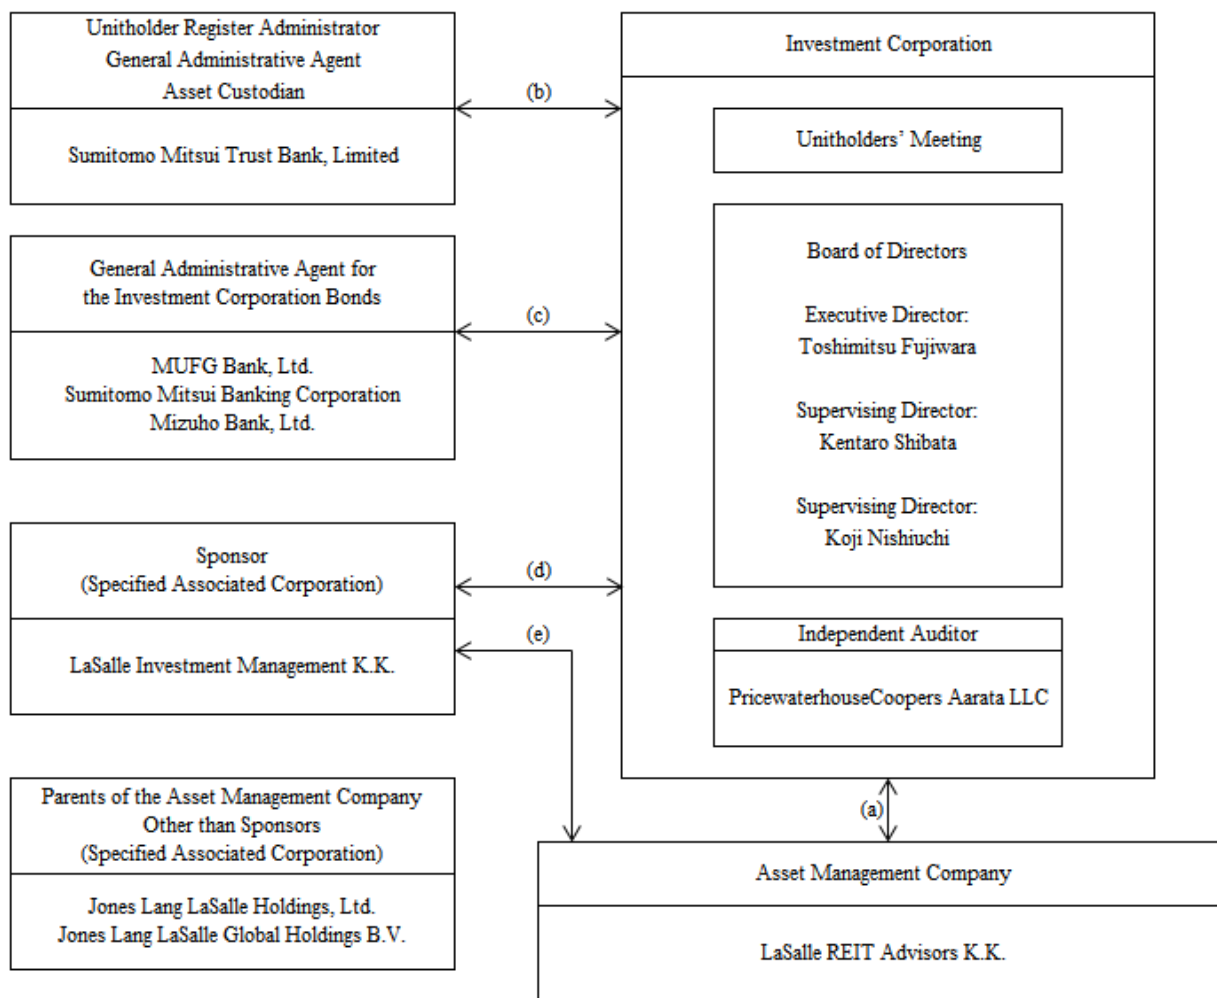 Unitholder Register Administrator
General Administrative Agent
Asset Custodian
Sumitomo Mitsui Trust Bank, Limited
(b)
General Administrative Agent for
the Investment Corporation Bonds
MUFG Bank, Ltd.
Sumitomo Mitsui Banking Corporation
Mizuho Bank, Ltd.
(c)
Sponsor
(Specified Associated Corporation)
LaSalle Investment Management K.K.
(d)
(e)
Parents of the Asset Management Company
Other than Sponsors
(Specified Associated Corporation)
Jones Lang LaSalle Holdings, Ltd.
Jones Lang LaSalle Global Holdings B.V.
Investment Corporation
Unitholders’ Meeting
Board of Directors
Executive Director:
Toshimitsu Fujiwara
Supervising Director:
Kentaro Shibata
Supervising Director:
Koji Nishiuchi
Independent Auditor
PricewaterhouseCoopers Aarata LLC
(a)
Asset Management Company
LaSalle REIT Advisors K.K.